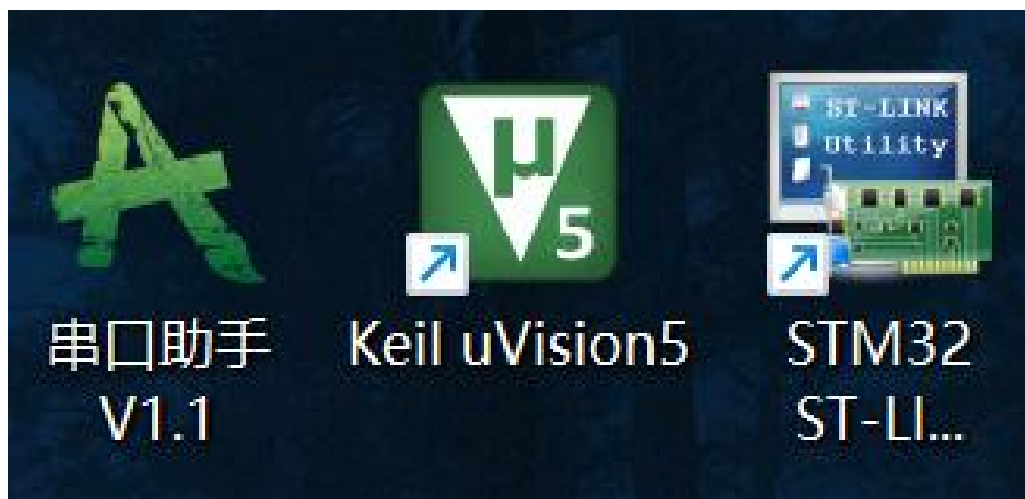 ST-LINK
Utility
µ
5
串口助手
V1.1
Keil uVision5
STM32
ST-LI...